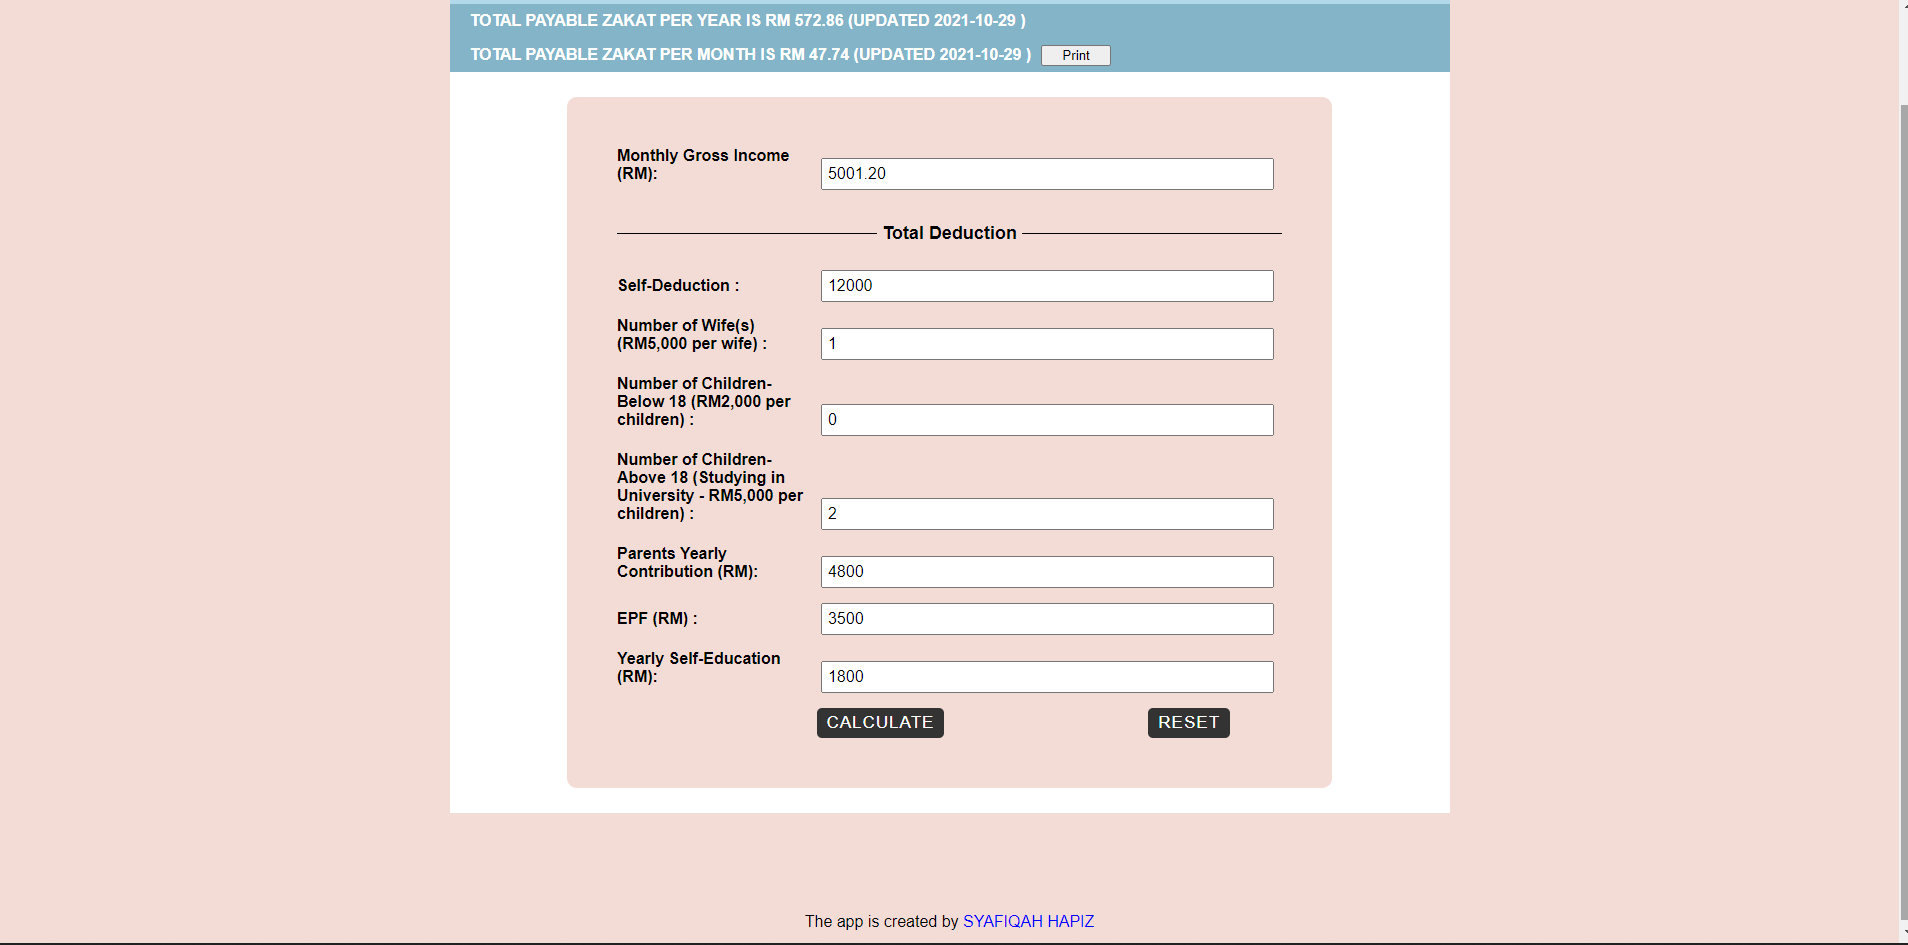 TOTAL PAYABLE ZAKAT PER YEAR IS RM 572.86 (UPDATED 2021-10-29 )
TOTAL PAYABLE ZAKAT PER MONTH IS RM 47.74 (UPDATED 2021-10-29 ) Print
Monthly Gross Income
(RM):
5001.20
Total Deduction
Self-Deduction :
12000
Number of Wife(s)
(RM5,000 per wife) :
1
Number of Children-
Below 18 (RM2,000 per
children) :
0
Number of Children-
Above 18 (Studying in
University - RM5,000 per
children) :
2
Parents Yearly
Contribution (RM):
4800
EPF (RM) :
3500
Yearly Self-Education
(RM):
1800
CALCULATE RESET
The app is created by SYAFIQAH HAPIZ